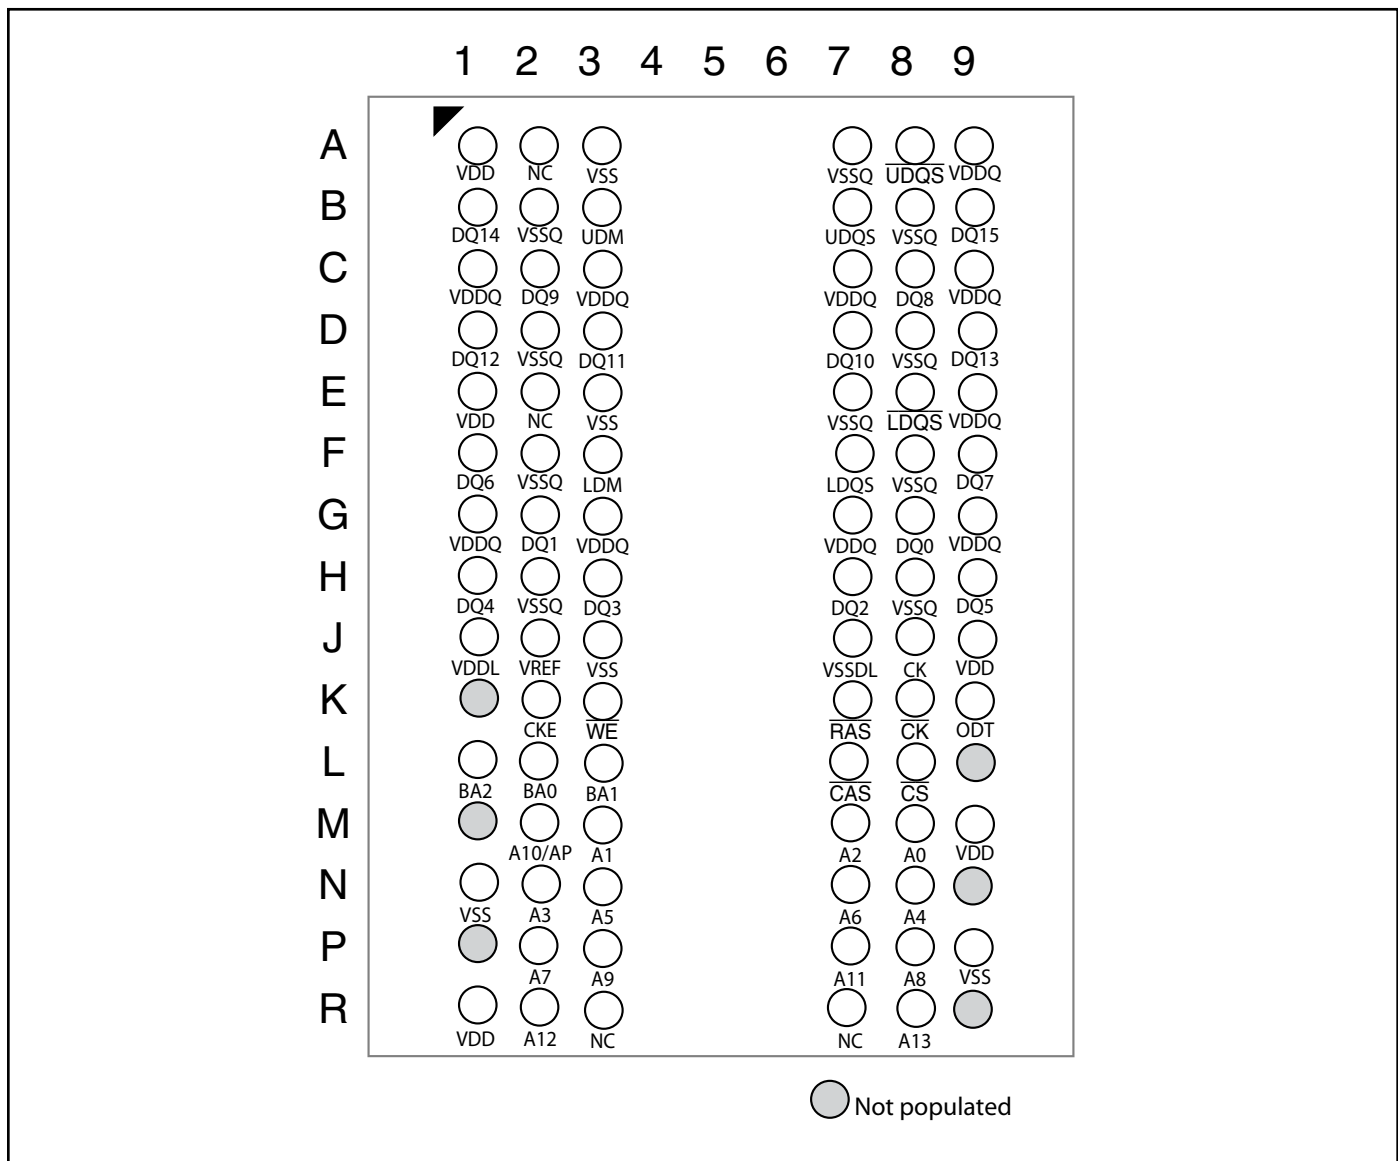 1 2 3 4 5 6 7 8 9
A
VDD NC VSS VSSQ UDQS VDDQ
B
DQ14 VSSQ UDM UDQS VSSQ DQ15
C
VDDQ DQ9 VDDQ VDDQ DQ8 VDDQ
D
DQ12 VSSQ DQ11 DQ10 VSSQ DQ13
E
VDD NC VSS VSSQ LDQS VDDQ
F
DQ6 VSSQ LDM LDQS VSSQ DQ7
G
VDDQ DQ1 VDDQ VDDQ DQ0 VDDQ
H
DQ4 VSSQ DQ3 DQ2 VSSQ DQ5
J
VDDL VREF VSS VSSDL CK VDD
K
CKE WE RAS CK ODT
L
BA2 BA0 BA1 CAS CS
M
A10/AP A1 A2 A0 VDD
N
VSS A3 A5 A6 A4
P
A7 A9 A11 A8 VSS
R
VDD A12 NC NC A13
Not populated